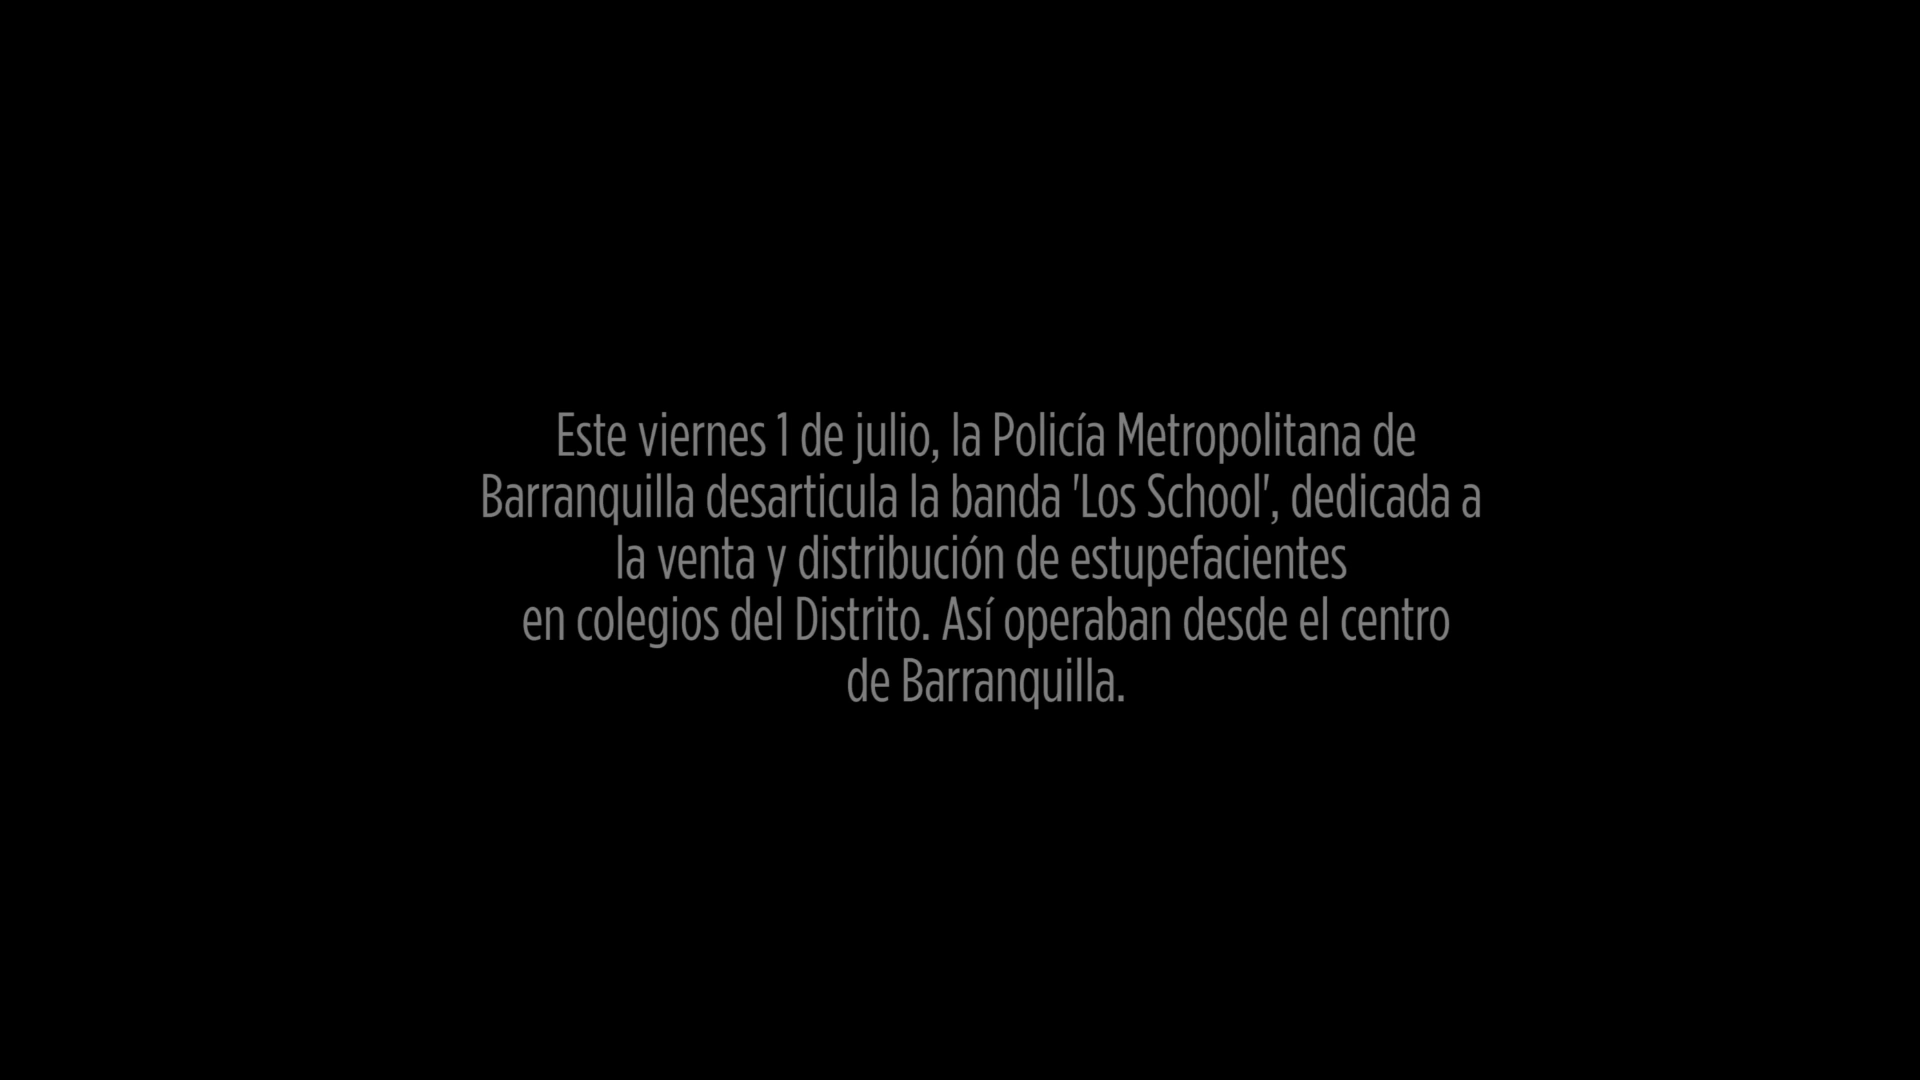 Este viernes 1 de julio, la Policía Metropolitana de
Barranquilla desarticula la banda 'Los School', dedicada a
la venta y distribución de estupefacientes
en colegios del Distrito. Así operaban desde el centro
de Barranquilla.